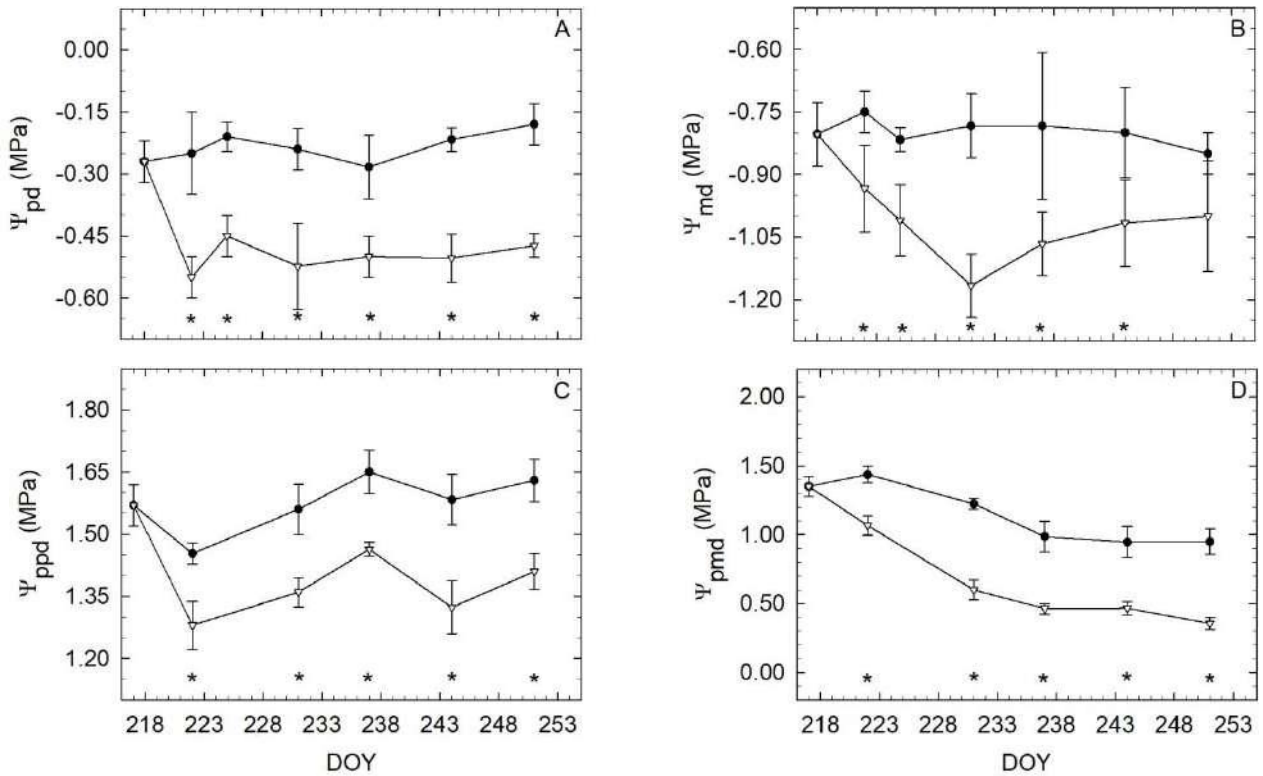 A
0.00
-0.15
-0.30
-0.45
-0.60
Ψpd (MPa)
* * * * * *
B
-0.60
-0.75
-0.90
-1.05
-1.20
Ψmd (MPa)
* * * * *
C
1.80
1.65
1.50
1.35
1.20
Ψppd (MPa)
* * * * *
218 223 228 233 238 243 248 253
DOY
D
2.00
1.50
1.00
0.50
0.00
Ψpmd (MPa)
* * * * *
218 223 228 233 238 243 248 253
DOY